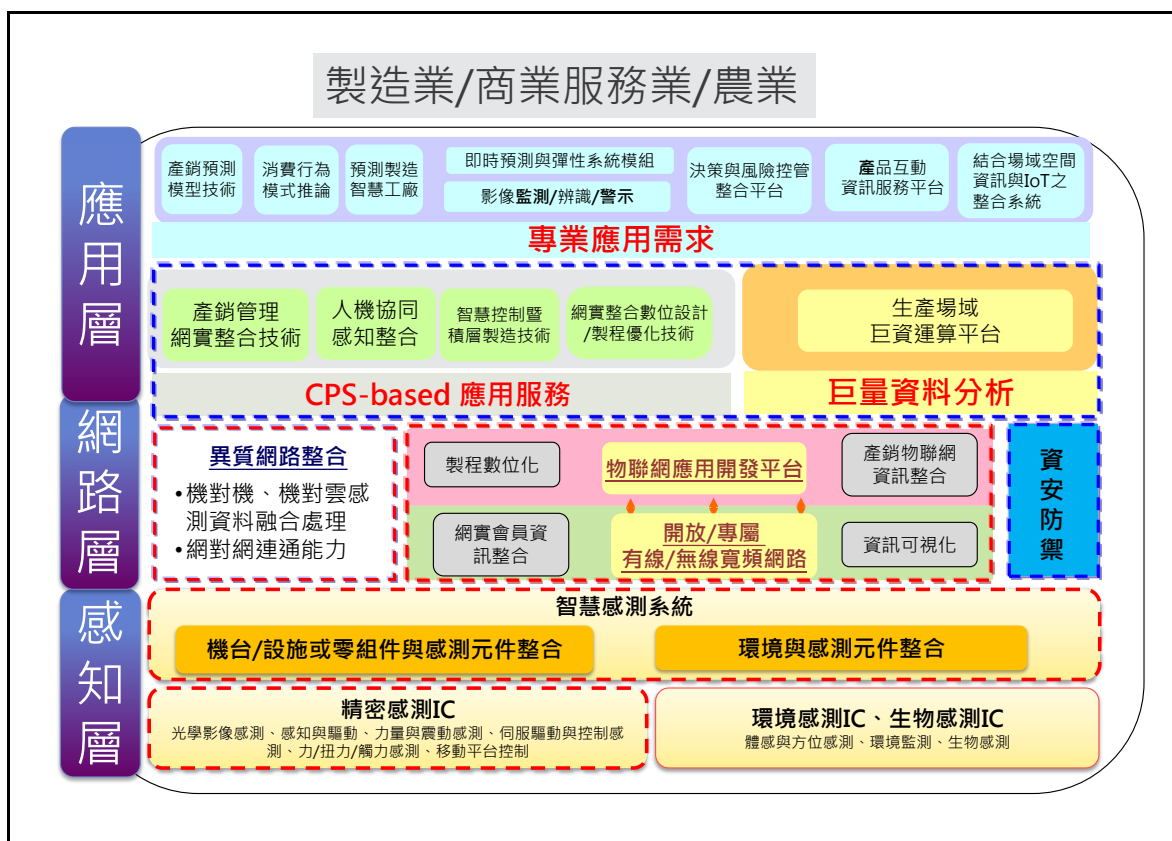 製造業/商業服務業/農業
應用層
產銷預測
模型技術
消費行為
模式推論
預測製造
智慧工廠
即時預測與彈性系統模組
影像監測/辨識/警示
決策與風險控管
整合平台
產品互動
資訊服務平台
結合場域空間
資訊與IoT之
整合系統
專業應用需求
產銷管理
網實整合技術
人機協同
感知整合
智慧控制暨
積層製造技術
網實整合數位設計
/製程優化技術
生產場域
巨資運算平台
CPS-based 應用服務
巨量資料分析
網路層
異質網路整合
•機對機、機對雲感
測資料融合處理
•網對網連通能力
製程數位化
物聯網應用開發平台
產銷物聯網
資訊整合
網實會員資
訊整合
開放/專屬
有線/無線寬頻網路
資訊可視化
資安防禦
感知層
智慧感測系統
機台/設施或零組件與感測元件整合
環境與感測元件整合
精密感測IC
光學影像感測、感知與驅動、力量與震動感測、伺服驅動與控制感
測、力/扭力/觸力感測、移動平台控制
環境感測IC、生物感測IC
體感與方位感測、環境監測、生物感測